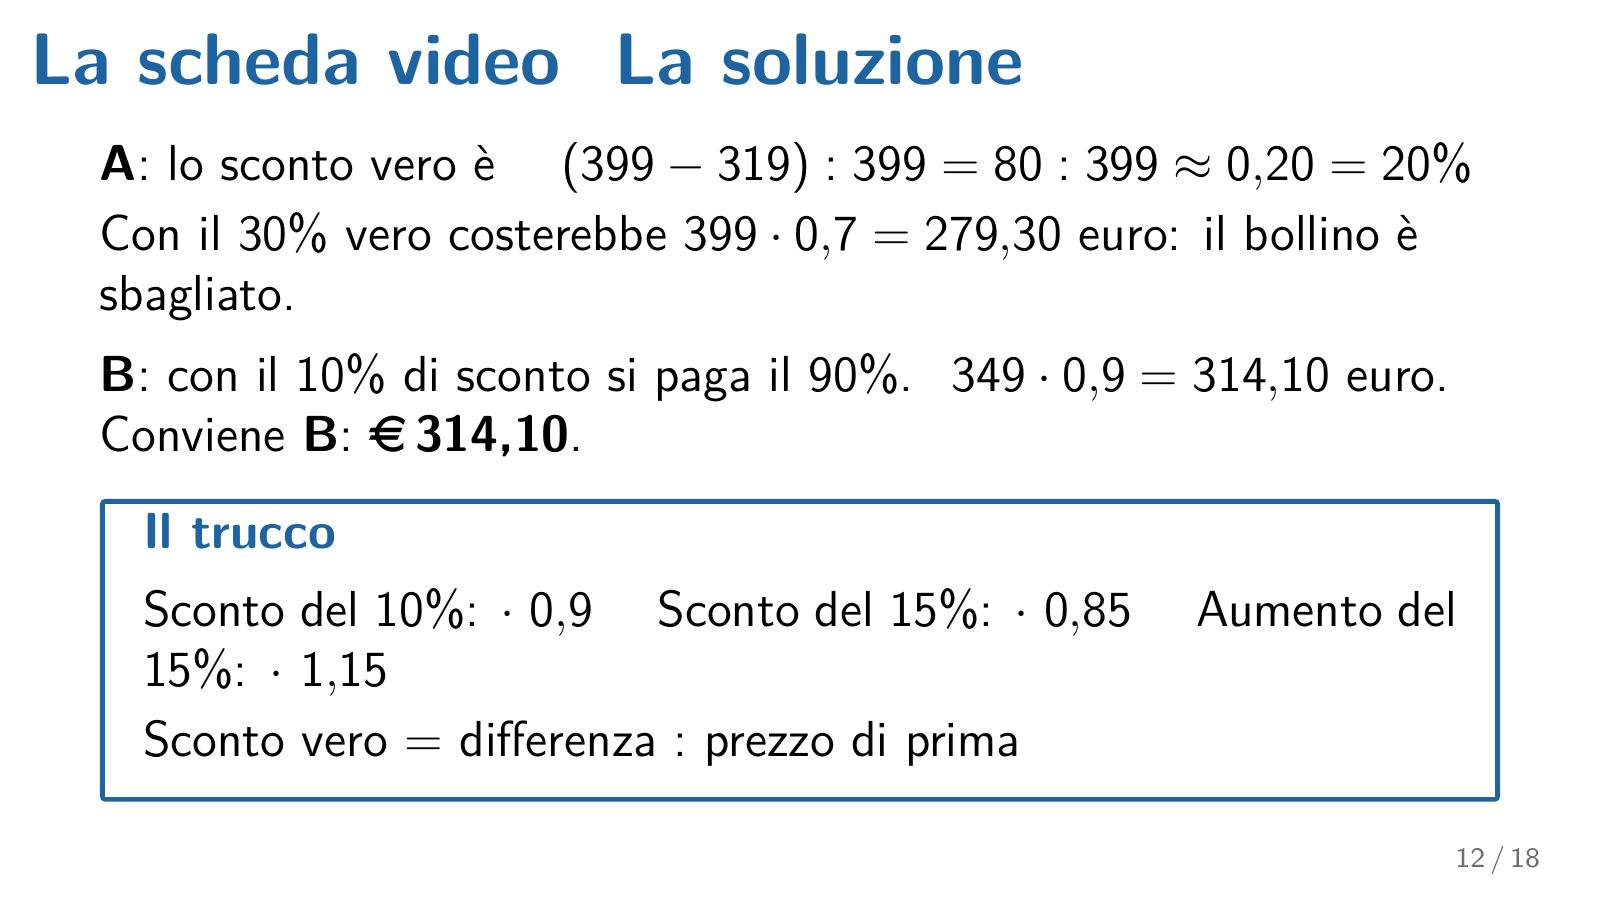 La scheda video La soluzione
A: lo sconto vero è (399 − 319) : 399 = 80 : 399 ≈ 0,20 = 20%
Con il 30% vero costerebbe 399 · 0,7 = 279,30 euro: il bollino è
sbagliato.
B: con il 10% di sconto si paga il 90%. 349 · 0,9 = 314,10 euro.
Conviene B: € 314,10.
Il trucco
Sconto del 10%: · 0,9 Sconto del 15%: · 0,85 Aumento del
15%: · 1,15
Sconto vero = differenza : prezzo di prima
12 / 18